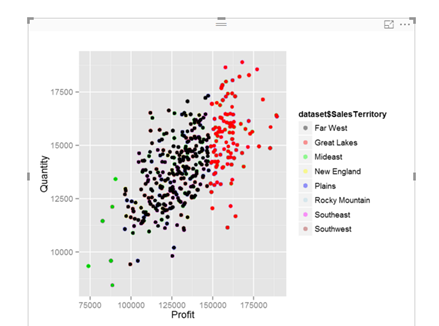 17500
15000
12500
10000
Quantity
75000 100000 125000 150000 175000
Profit
dataset$SalesTerritory
Far West
Great Lakes
Mideast
New England
Plains
Rocky Mountain
Southeast
Southwest